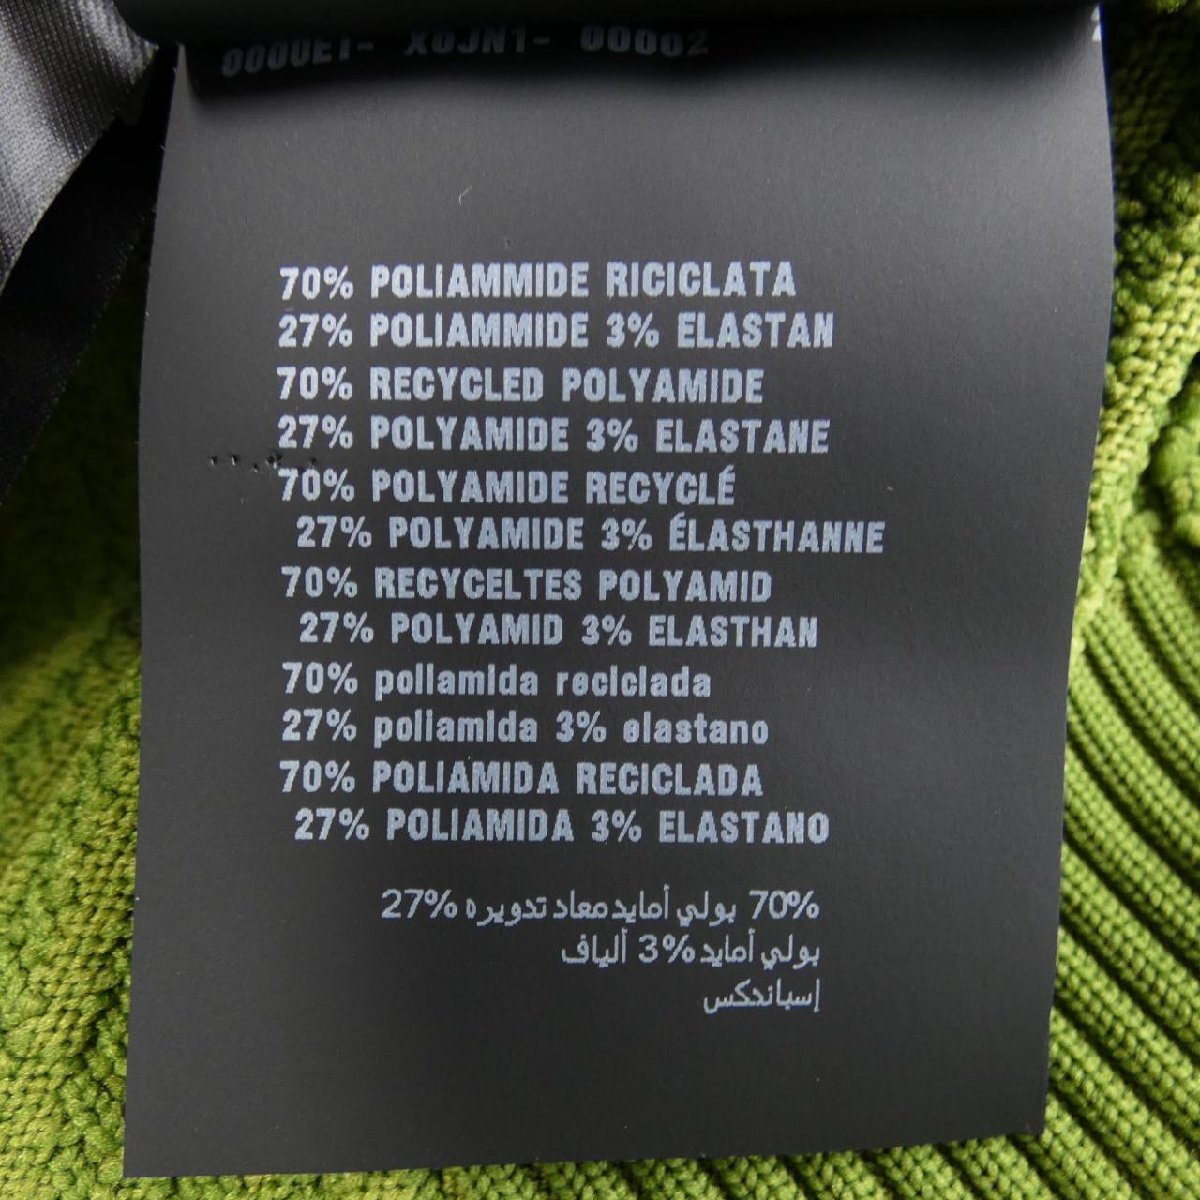 70% POLIAMMIDE RICICLATA
27% POLIAMMIDE 3% ELASTAN
70% RECYCLED POLYAMIDE
27% POLYAMIDE 3% ELASTANE
70% POLYAMIDE RECYCLÉ
27% POLYAMIDE 3% ÉLASTHANNE
70% RECYCELTES POLYAMID
27% POLYAMID 3% ELASTHAN
70% poliamida reciclada
27% poliamida 3% elastano
70% POLIAMIDA RECICLADA
27% POLIAMIDA 3% ELASTANO
70% بولي أمايد معاد تدويره 27%
بولي أمايد 3% ألياف
إسباندكس